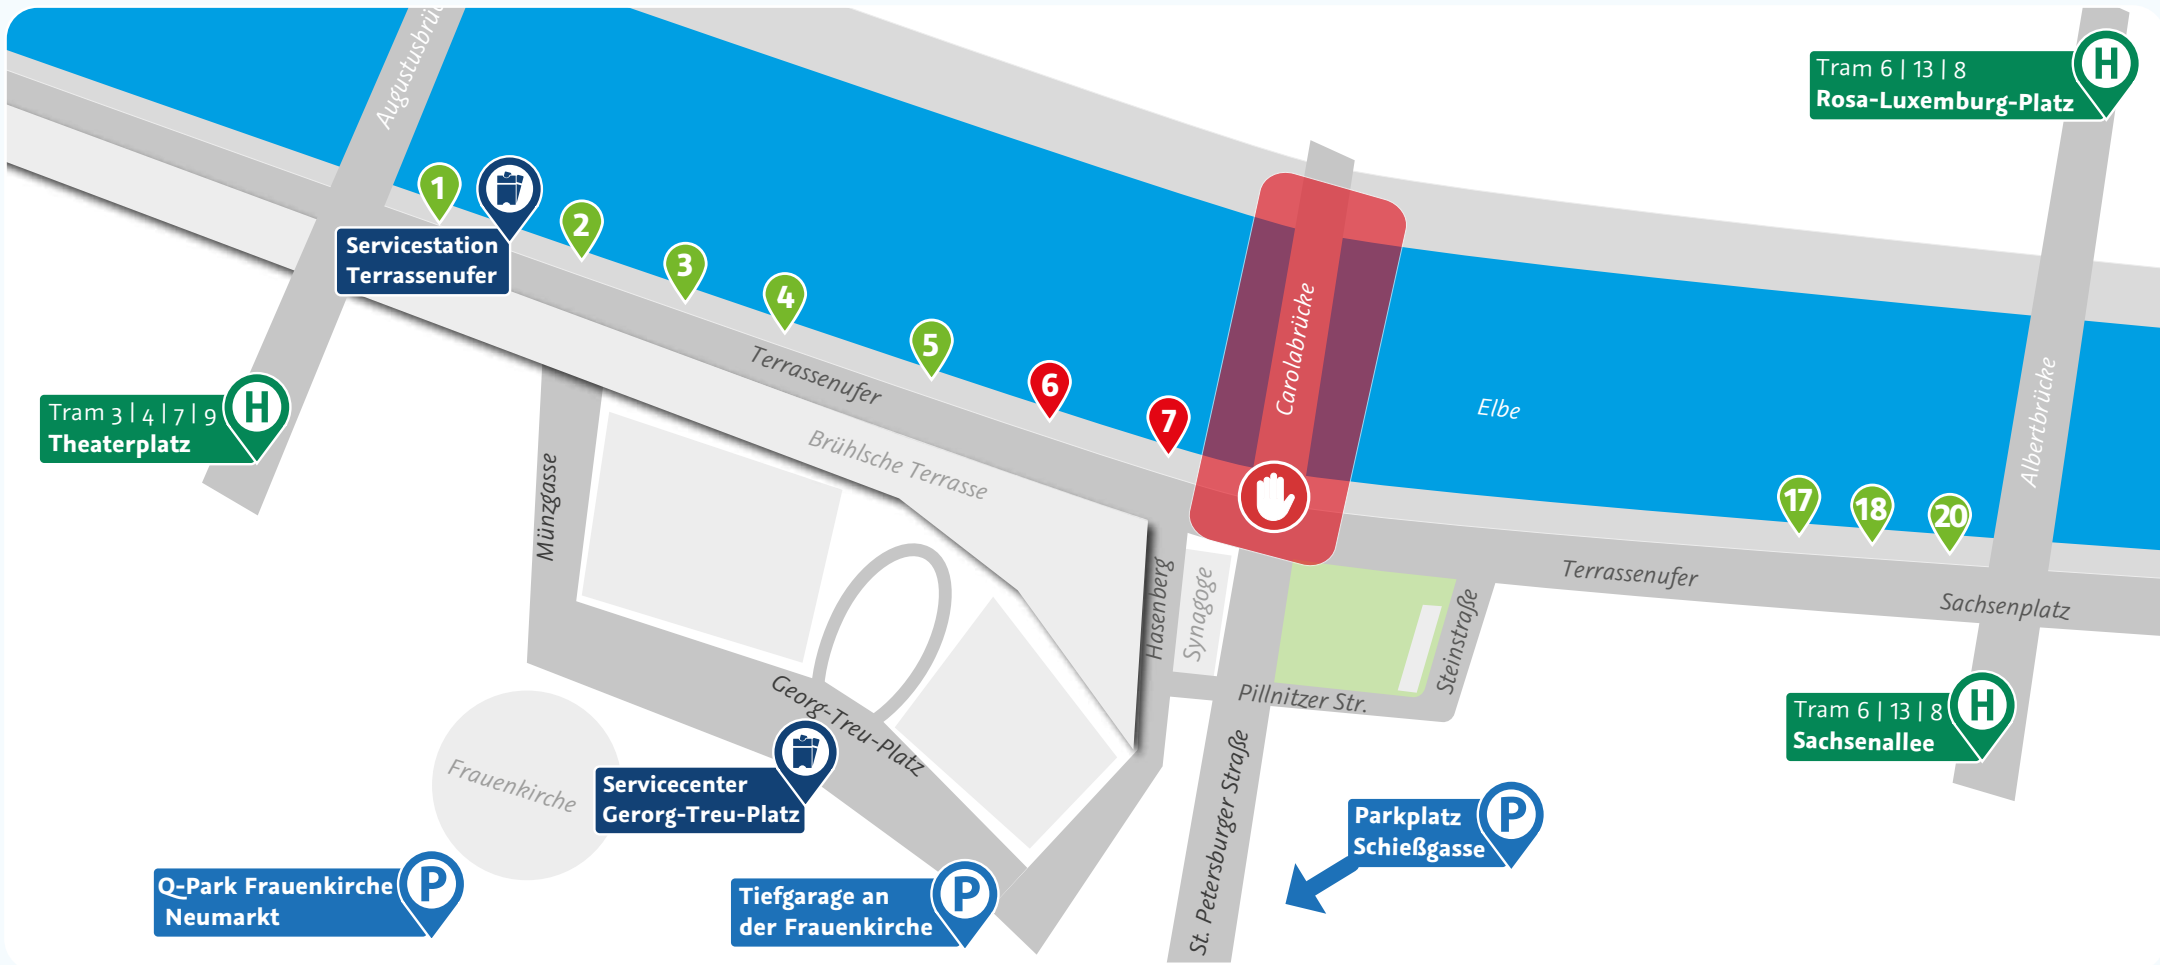 Augustusbrüc
Tram 6 | 13 | 8
Rosa-Luxemburg-Platz
H
1
Servicestation
Terrassenufer
2
3
4
5
6
7
Carolabrücke
Elbe
Albertbrücke
17
18
20
Tram 3 | 4 | 7 | 9
Theaterplatz
H
Terrassenufer
Brühlsche Terrasse
Münzgasse
Hasenberg
Synagoge
Steinstraße
Terrassenufer
Sachsenplatz
Pillnitzer Str.
Georg-Treu-Platz
Tram 6 | 13 | 8
Sachsenallee
H
Frauenkirche
Servicecenter
Gerorg-Treu-Platz
St. Petersburger Straße
Parkplatz
Schießgasse
P
Q-Park Frauenkirche
Neumarkt
P
Tiefgarage an
der Frauenkirche
P